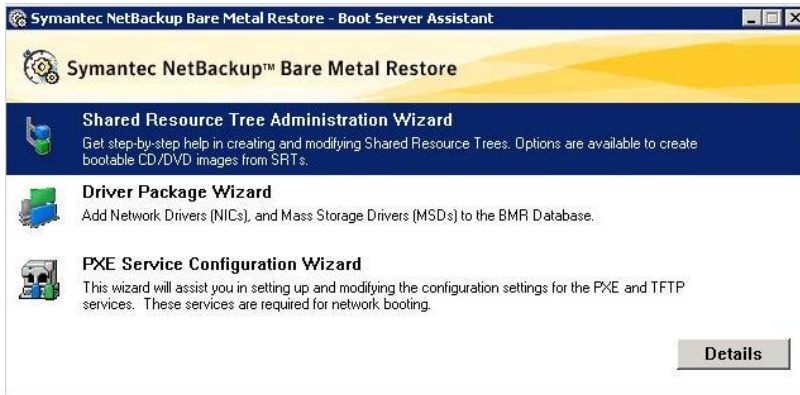 Symantec NetBackup Bare Metal Restore - Boot Server Assistant
Symantec NetBackup™ Bare Metal Restore
Shared Resource Tree Administration Wizard
Get step-by-step help in creating and modifying Shared Resource Trees. Options are available to create
bootable CD/DVD images from SRTs.
Driver Package Wizard
Add Network Drivers (NICs), and Mass Storage Drivers (MSDs) to the BMR Database.
PXE Service Configuration Wizard
This wizard will assist you in setting up and modifying the configuration settings for the PXE and TFTP
services. These services are required for network booting.
Details